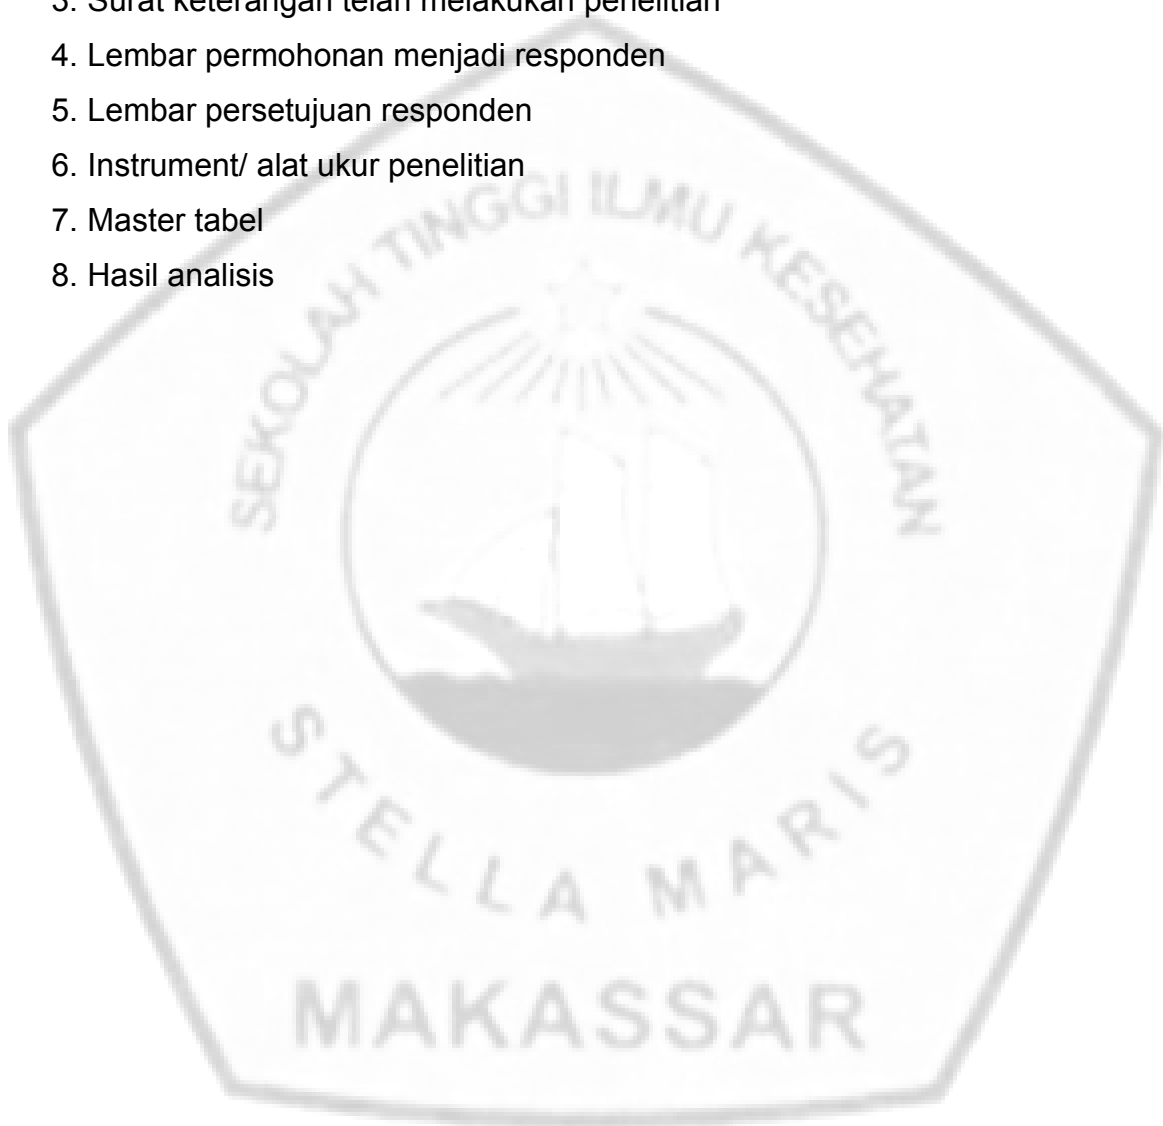 3. Surat keterangan telah melakukan penelitian
4. Lembar permohonan menjadi responden
5. Lembar persetujuan responden
6. Instrument/ alat ukur penelitian
7. Master tabel
8. Hasil analisis
SEKOLAH TINGGI ILMU KESEHATAN
STELLA MARIS
MAKASSAR